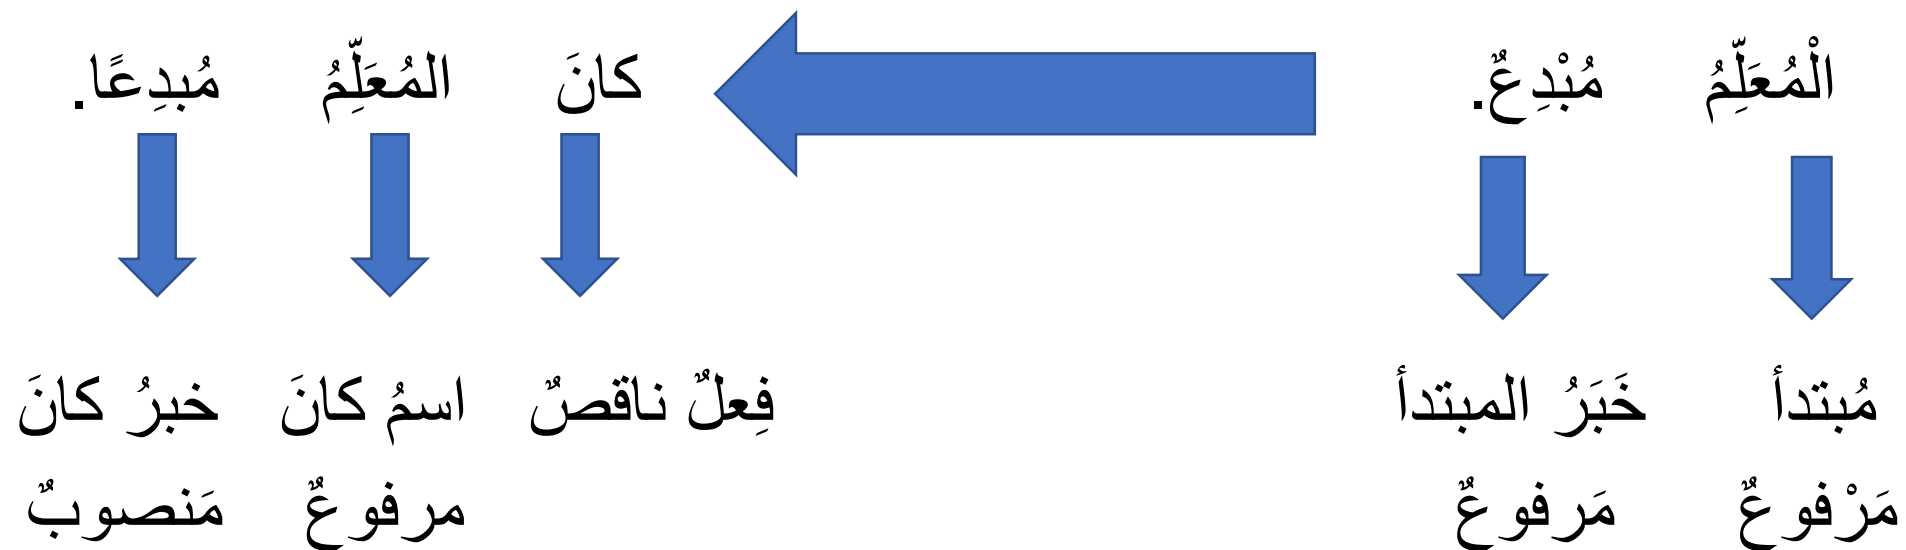 الْمُعَلِّمُ مُبْدِعٌ. كانَ المُعَلِّمُ مُبدِعًا.
مُبتدأ خَبَرُ المبتدأ فِعلٌ ناقصٌ اسمُ كانَ خبرُ كانَ
مَرْفوعٌ مَرفوعٌ مرفوعٌ مَنصوبٌ